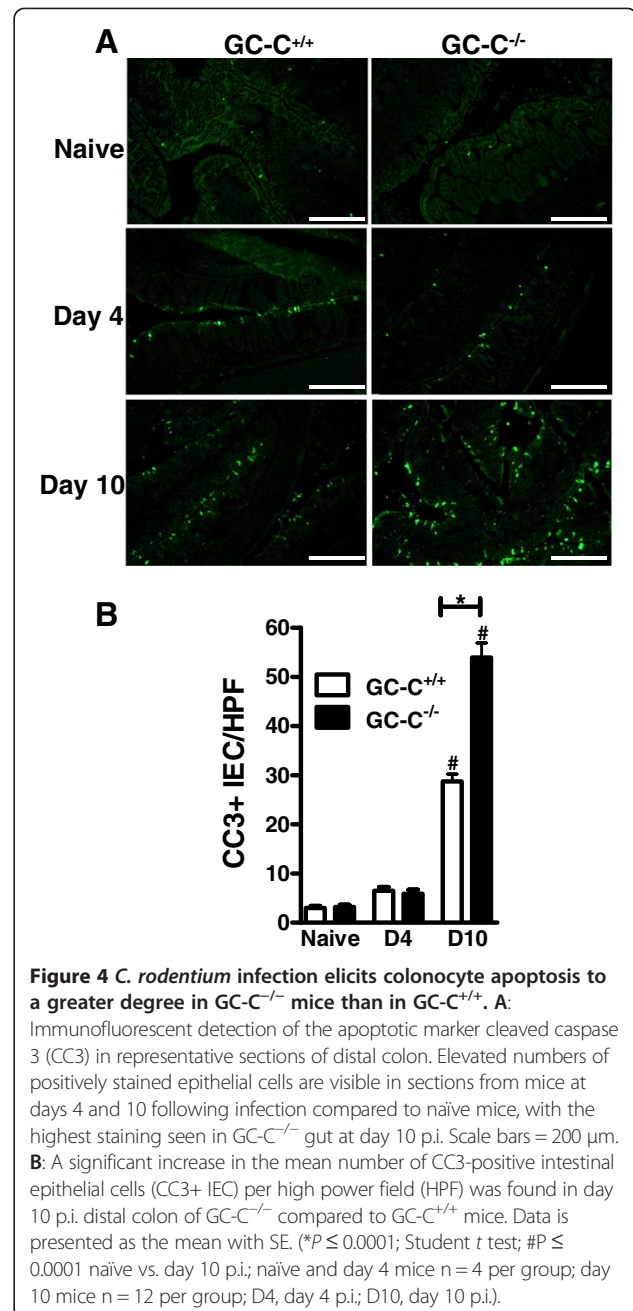 A
GC-C+/+ GC-C-/-
Naive
Day 4
Day 10
B
*
#
#
60
50
40
30
20
10
0
CC3+ IEC/HPF
GC-C+/+
GC-C-/-
Naive D4 D10
Figure 4 C. rodentium infection elicits colonocyte apoptosis to
a greater degree in GC-C−/− mice than in GC-C+/+. A:
Immunofluorescent detection of the apoptotic marker cleaved caspase
3 (CC3) in representative sections of distal colon. Elevated numbers of
positively stained epithelial cells are visible in sections from mice at
days 4 and 10 following infection compared to naïve mice, with the
highest staining seen in GC-C−/− gut at day 10 p.i. Scale bars = 200 μm.
B: A significant increase in the mean number of CC3-positive intestinal
epithelial cells (CC3+ IEC) per high power field (HPF) was found in day
10 p.i. distal colon of GC-C−/− compared to GC-C+/+ mice. Data is
presented as the mean with SE. (*P ≤ 0.0001; Student t test; #P ≤
0.0001 naïve vs. day 10 p.i.; naïve and day 4 mice n = 4 per group; day
10 mice n = 12 per group; D4, day 4 p.i.; D10, day 10 p.i.).